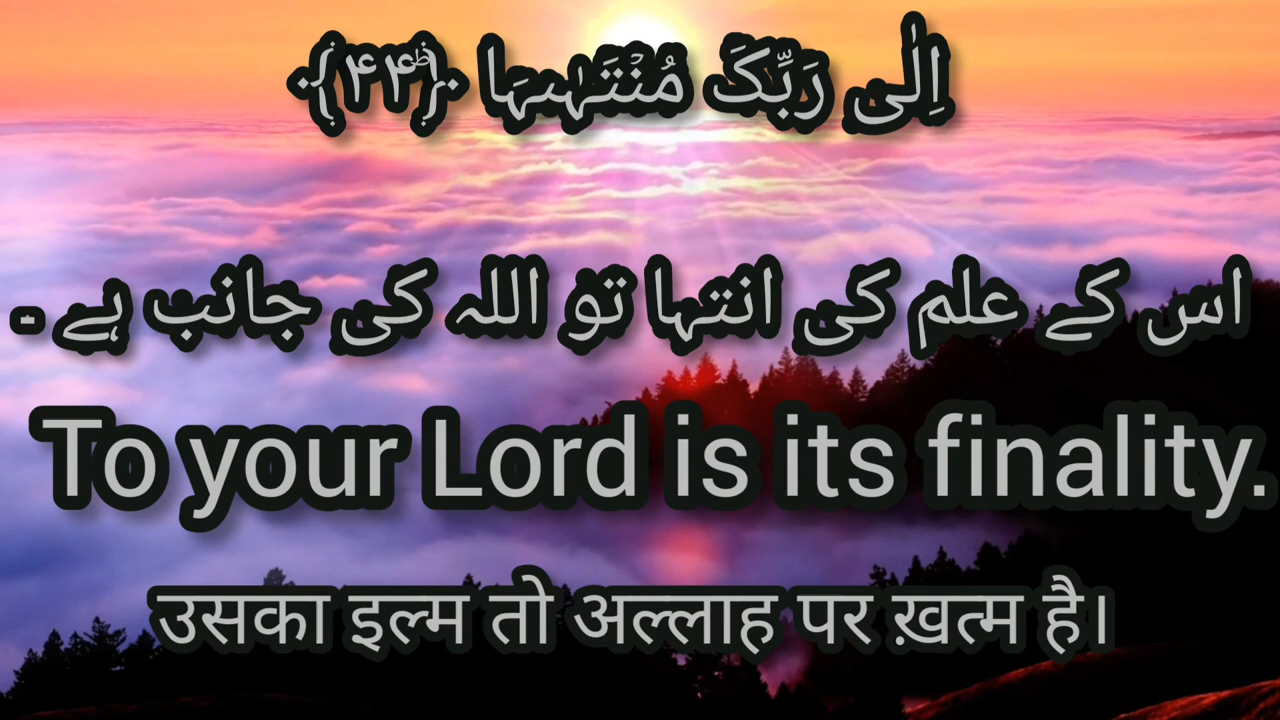 اِلٰی رَبِّکَ مُنۡتَہٰىہَا ﴿ؕ۴۴﴾
اس کے علم کی انتہا تو اللہ کی جانب ہے ۔
To your Lord is its finality.
उसका इल्म तो अल्लाह पर ख़त्म है।